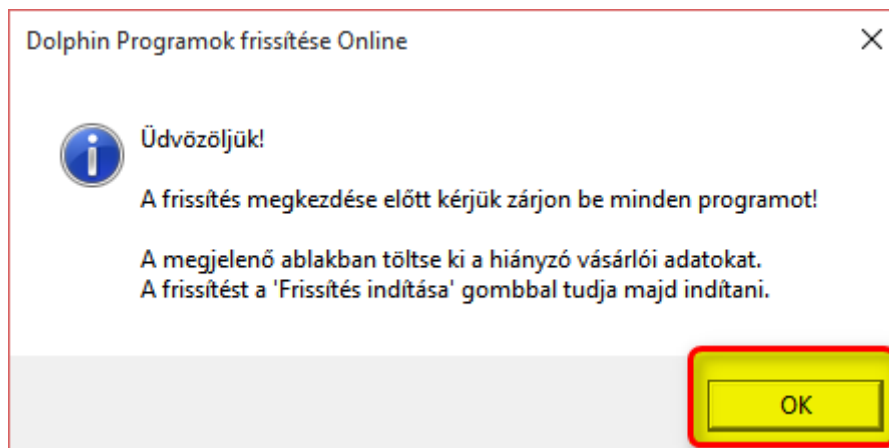 Dolphin Programok frissítése Online
Üdvözöljük!
A frissítés megkezdése előtt kérjük zárjon be minden programot!
A megjelenő ablakban töltse ki a hiányzó vásárlói adatokat.
A frissítést a 'Frissítés indítása' gombbal tudja majd indítani.
OK